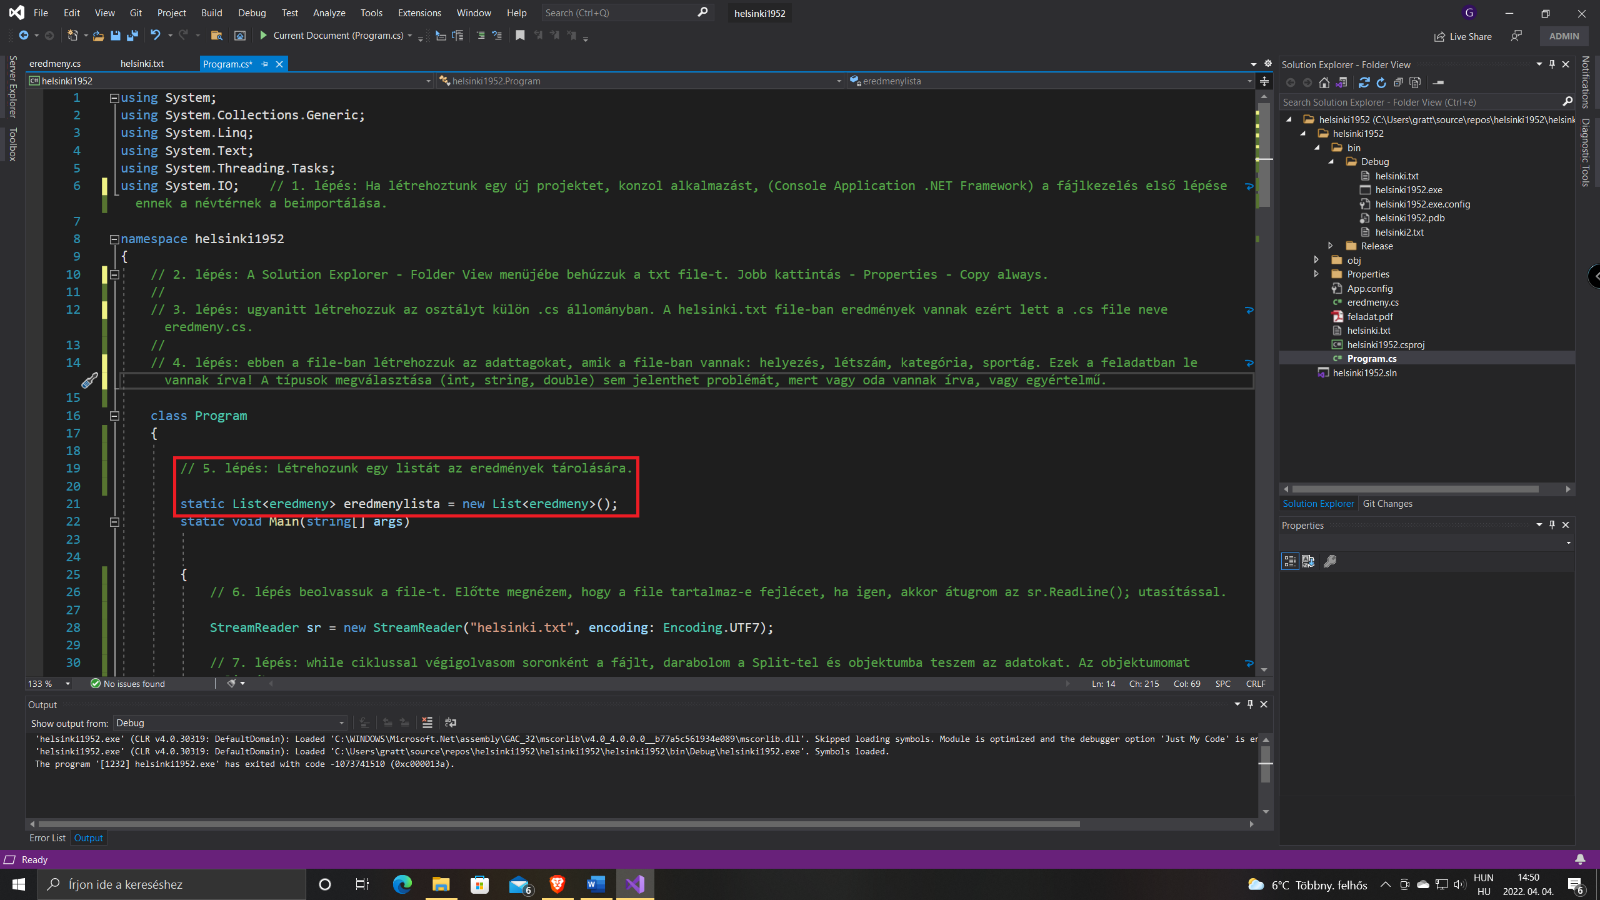 File Edit View Git Project Build Debug Test Analyze Tools Extensions Window Help Search (Ctrl+Q) helsinki1952 G
Current Document (Program.cs) Live Share ADMIN
eredmeny.cs helsinki.txt Program.cs*
helsinki1952 helsinki1952.Program eredmenylista
Server Explorer
Toolbox
1 using System;
2 using System.Collections.Generic;
3 using System.Linq;
4 using System.Text;
5 using System.Threading.Tasks;
6 using System.IO; // 1. lépés: Ha létrehoztunk egy új projektet, konzol alkalmazást, (Console Application .NET Framework) a fájlkezelés első lépése
ennek a névtérnek a beimportálása.
7
8 namespace helsinki1952
9 {
10 // 2. lépés: A Solution Explorer - Folder View menüjébe behúzzuk a txt file-t. Jobb kattintás - Properties - Copy always.
11 //
12 // 3. lépés: ugyanitt létrehozzuk az osztályt külön .cs állományban. A helsinki.txt file-ban eredmények vannak ezért lett a .cs file neve
eredmeny.cs.
13 //
14 // 4. lépés: ebben a file-ban létrehozzuk az adattagokat, amik a file-ban vannak: helyezés, létszám, kategória, sportág. Ezek a feladatban le
vannak írva! A típusok megválasztása (int, string, double) sem jelenthet problémát, mert vagy oda vannak írva, vagy egyértelmű.
15
16 class Program
17 {
18
19 // 5. lépés: Létrehozunk egy listát az eredmények tárolására.
20
21 static List<eredmeny> eredmenylista = new List<eredmeny>();
22 static void Main(string[] args)
23
24
25 {
26 // 6. lépés beolvassuk a file-t. Előtte megnézem, hogy a file tartalmaz-e fejlécet, ha igen, akkor átugrom az sr.ReadLine(); utasítással.
27
28 StreamReader sr = new StreamReader("helsinki.txt", encoding: Encoding.UTF7);
29
30 // 7. lépés: while ciklussal végigolvasom soronként a fájlt, darabolom a Split-tel és objektumba teszem az adatokat. Az objektumomat
133 % No issues found Ln: 14 Ch: 215 Col: 69 SPC CRLF
Output
Show output from: Debug
'helsinki1952.exe' (CLR v4.0.30319: DefaultDomain): Loaded 'C:\WINDOWS\Microsoft.Net\assembly\GAC_32\mscorlib\v4.0_4.0.0.0__b77a5c561934e089\mscorlib.dll'. Skipped loading symbols. Module is optimized and the debugger option 'Just My Code' is en
'helsinki1952.exe' (CLR v4.0.30319: DefaultDomain): Loaded 'C:\Users\gratt\source\repos\helsinki1952\helsinki1952\helsinki1952\bin\Debug\helsinki1952.exe'. Symbols loaded.
The program '[1232] helsinki1952.exe' has exited with code -1073741510 (0xc000013a).
Error List Output
Solution Explorer - Folder View
Search Solution Explorer - Folder View (Ctrl+é)
helsinki1952 (C:\Users\gratt\source\repos\helsinki1952\helsink
helsinki1952
bin
Debug
helsinki.txt
helsinki1952.exe
helsinki1952.exe.config
helsinki1952.pdb
helsinki2.txt
Release
obj
Properties
App.config
eredmeny.cs
feladat.pdf
helsinki.txt
helsinki1952.csproj
Program.cs
helsinki1952.sln
Solution Explorer Git Changes
Properties
Notifications
Diagnostic Tools
Ready
Írjon ide a kereséshez 6 6°C Többny. felhős HUN 14:50
HU 2022. 04. 04. 6